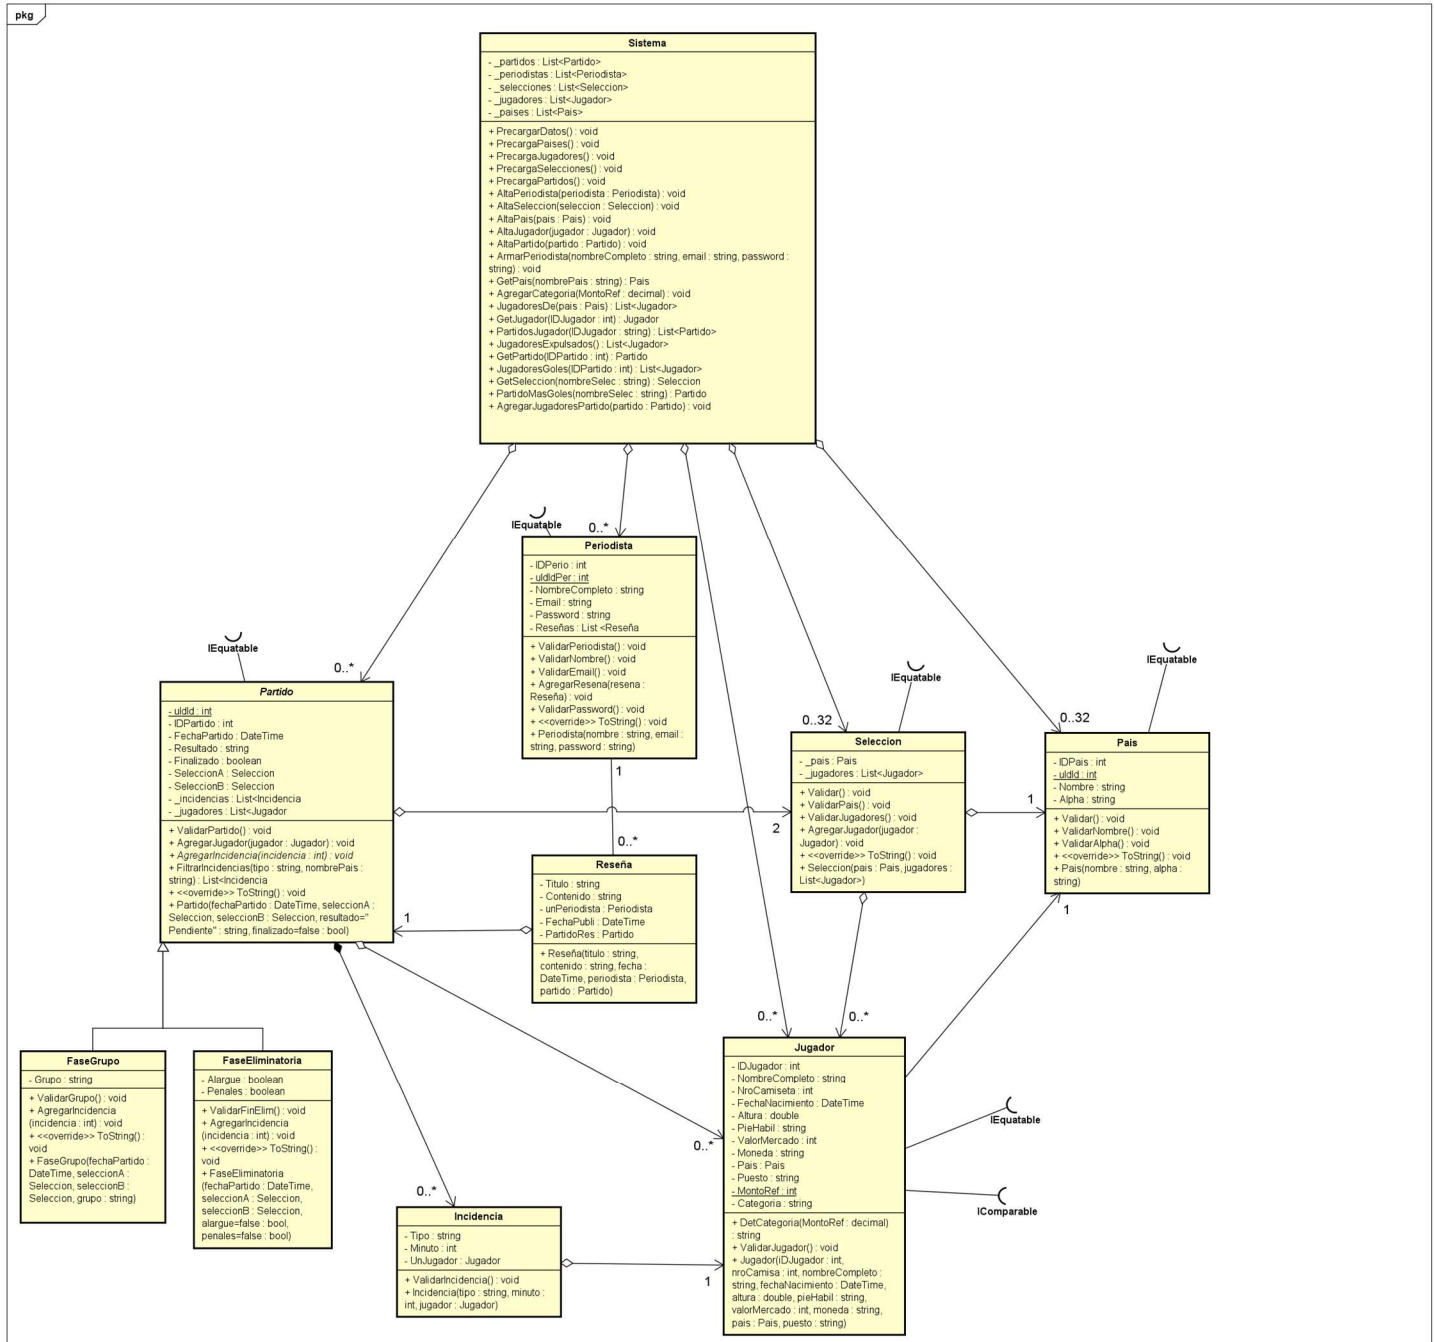 pkg
Sistema
- _partidos : List<Partido>
- _periodistas : List<Periodista>
- _selecciones : List<Seleccion>
- _jugadores : List<Jugador>
- _paises : List<Pais>
+ PrecargarDatos() : void
+ PrecargaPaises() : void
+ PrecargaJugadores() : void
+ PrecargaSelecciones() : void
+ PrecargaPartidos() : void
+ AltaPeriodista(periodista : Periodista) : void
+ AltaSeleccion(seleccion : Seleccion) : void
+ AltaPais(pais : Pais) : void
+ AltaJugador(jugador : Jugador) : void
+ AltaPartido(partido : Partido) : void
+ ArmarPeriodista(nombreCompleto : string, email : string, password :
string) : void
+ GetPais(nombrePais : string) : Pais
+ AgregarCategoria(MontoRef : decimal) : void
+ JugadoresDe(pais : Pais) : List<Jugador>
+ GetJugador(IDJugador : int) : Jugador
+ PartidosJugador(IDJugador : string) : List<Partido>
+ JugadoresExpulsados() : List<Jugador>
+ GetPartido(IDPartido : int) : Partido
+ JugadoresGoles(IDPartido : int) : List<Jugador>
+ GetSeleccion(nombreSelec : string) : Seleccion
+ PartidoMasGoles(nombreSelec : string) : Partido
+ AgregarJugadoresPartido(partido : Partido) : void
IEquatable
0..*
Periodista
- IDPerio : int
- uldIdPer : int
- NombreCompleto : string
- Email : string
- Password : string
- Reseñas : List <Reseña
+ ValidarPeriodista() : void
+ ValidarNombre() : void
+ ValidarEmail() : void
+ AgregarResena(resena :
Reseña) : void
+ ValidarPassword() : void
+ <<override>> ToString() : void
+ Periodista(nombre : string, email :
string, password : string)
1
0..*
IEquatable
0..*
Partido
- uldId : int
- IDPartido : int
- FechaPartido : DateTime
- Resultado : string
- Finalizado : boolean
- SeleccionA : Seleccion
- SeleccionB : Seleccion
- _incidencias : List<Incidencia
- _jugadores : List<Jugador
+ ValidarPartido() : void
+ AgregarJugador(jugador : Jugador) : void
+ AgregarIncidencia(incidencia : int) : void
+ FiltrarIncidencias(tipo : string, nombrePais :
string) : List<Incidencia
+ <<override>> ToString() : void
+ Partido(fechaPartido : DateTime, seleccionA :
Seleccion, seleccionB : Seleccion, resultado="
Pendiente" : string, finalizado=false : bool)
IEquatable
0..32
Seleccion
- _pais : Pais
- _jugadores : List<Jugador>
+ Validar() : void
+ ValidarPais() : void
+ ValidarJugadores() : void
+ AgregarJugador(jugador :
Jugador) : void
+ <<override>> ToString() : void
+ Seleccion(pais : Pais, jugadores :
List<Jugador>)
2
1
IEquatable
0..32
Pais
- IDPais : int
- uldId : int
- Nombre : string
- Alpha : string
+ Validar() : void
+ ValidarNombre() : void
+ ValidarAlpha() : void
+ <<override>> ToString() : void
+ Pais(nombre : string, alpha :
string)
1
Reseña
- Titulo : string
- Contenido : string
- unPeriodista : Periodista
- FechaPubli : DateTime
- PartidoRes : Partido
+ Reseña(titulo : string,
contenido : string, fecha :
DateTime, periodista : Periodista,
partido : Partido)
1
FaseGrupo
- Grupo : string
+ ValidarGrupo() : void
+ AgregarIncidencia
(incidencia : int) : void
+ <<override>> ToString() :
void
+ FaseGrupo(fechaPartido :
DateTime, seleccionA :
Seleccion, seleccionB :
Seleccion, grupo : string)
FaseEliminatoria
- Alargue : boolean
- Penales : boolean
+ ValidarFinElim() : void
+ AgregarIncidencia
(incidencia : int) : void
+ <<override>> ToString() :
void
+ FaseEliminatoria
(fechaPartido : DateTime,
seleccionA : Seleccion,
seleccionB : Seleccion,
alargue=false : bool,
penales=false : bool)
0..*
Incidencia
- Tipo : string
- Minuto : int
- UnJugador : Jugador
+ ValidarIncidencia() : void
+ Incidencia(tipo : string, minuto :
int, jugador : Jugador)
1
0..*
0..*
0..*
Jugador
- IDJugador : int
- NombreCompleto : string
- NroCamiseta : int
- FechaNacimiento : DateTime
- Altura : double
- PieHabil : string
- ValorMercado : int
- Moneda : string
- Pais : Pais
- Puesto : string
- MontoRef : int
- Categoria : string
+ DetCategoria(MontoRef : decimal)
: string
+ ValidarJugador() : void
+ Jugador(iDJugador : int,
nroCamisa : int, nombreCompleto :
string, fechaNacimiento : DateTime,
altura : double, pieHabil : string,
valorMercado : int, moneda : string,
pais : Pais, puesto : string)
IEquatable
IComparable